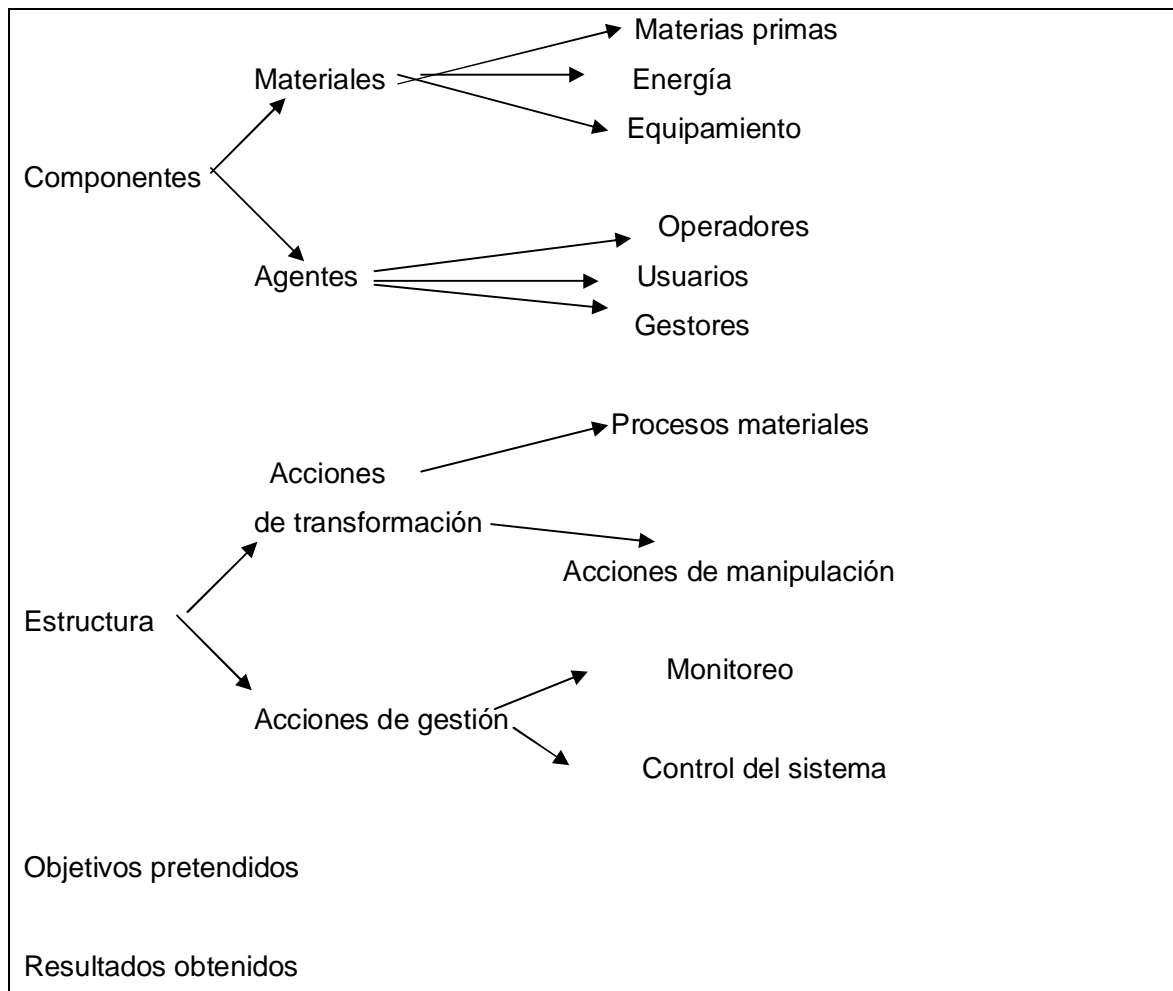 Materias primas
Materiales
Energía
Equipamiento
Componentes
Operadores
Agentes
Usuarios
Gestores
Procesos materiales
Acciones
de transformación
Acciones de manipulación
Estructura
Monitoreo
Acciones de gestión
Control del sistema
Objetivos pretendidos
Resultados obtenidos